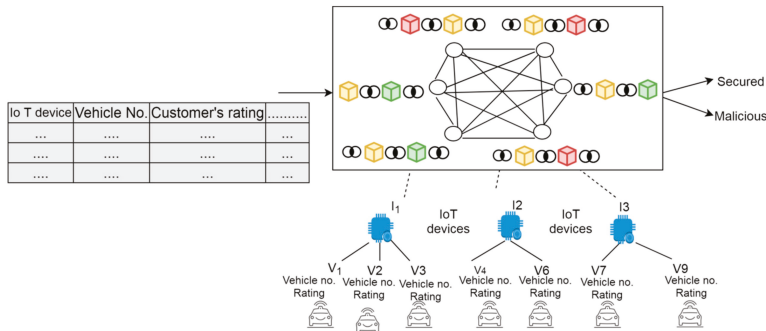 Secured
Malicious
Io T device Vehicle No. Customer's rating ..........
... .... .... ...
.... .... .... ...
.... .... ... ...
I1 IoT devices I2 IoT devices I3
V1 V2 V3 V4 V6 V7 V9
Vehicle no.
Rating
Vehicle no.
Rating
Vehicle no.
Rating
Vehicle no.
Rating
Vehicle no.
Rating
Vehicle no.
Rating
Vehicle no.
Rating